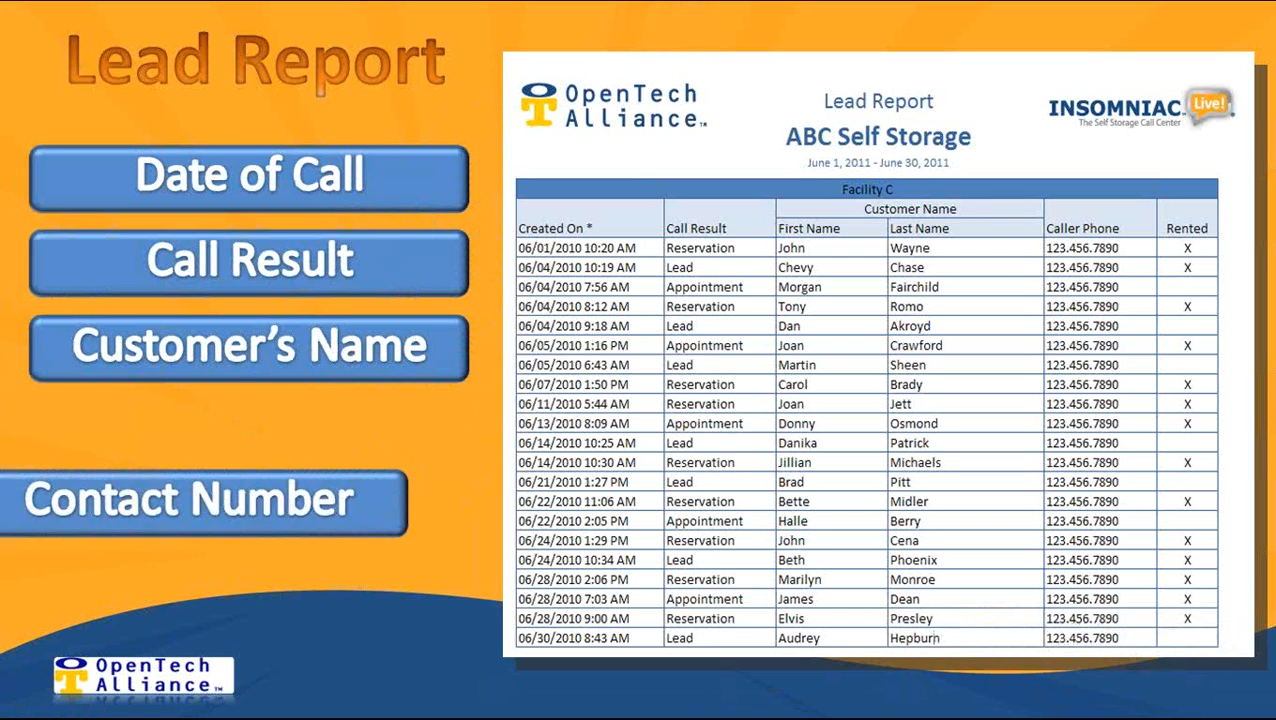 Lead Report
Date of Call
Call Result
Customer's Name
Contact Number
OpenTech
Alliance™
OpenTech
Alliance™
Lead Report
ABC Self Storage
June 1, 2011 - June 30, 2011
INSOMNIAC Live!
The Self Storage Call Center
Facility C
Customer Name
Created On * Call Result First Name Last Name Caller Phone Rented
06/01/2010 10:20 AM Reservation John Wayne 123.456.7890 X
06/04/2010 10:19 AM Lead Chevy Chase 123.456.7890 X
06/04/2010 7:56 AM Appointment Morgan Fairchild 123.456.7890
06/04/2010 8:12 AM Reservation Tony Romo 123.456.7890 X
06/04/2010 9:18 AM Lead Dan Akroyd 123.456.7890
06/05/2010 1:16 PM Appointment Joan Crawford 123.456.7890 X
06/05/2010 6:43 AM Lead Martin Sheen 123.456.7890
06/07/2010 1:50 PM Reservation Carol Brady 123.456.7890 X
06/11/2010 5:44 AM Reservation Joan Jett 123.456.7890 X
06/13/2010 8:09 AM Appointment Donny Osmond 123.456.7890 X
06/14/2010 10:25 AM Lead Danika Patrick 123.456.7890
06/14/2010 10:30 AM Reservation Jillian Michaels 123.456.7890 X
06/21/2010 1:27 PM Lead Brad Pitt 123.456.7890
06/22/2010 11:06 AM Reservation Bette Midler 123.456.7890 X
06/22/2010 2:05 PM Appointment Halle Berry 123.456.7890
06/24/2010 1:29 PM Reservation John Cena 123.456.7890 X
06/24/2010 10:34 AM Lead Beth Phoenix 123.456.7890 X
06/28/2010 2:06 PM Reservation Marilyn Monroe 123.456.7890 X
06/28/2010 7:03 AM Appointment James Dean 123.456.7890 X
06/28/2010 9:00 AM Reservation Elvis Presley 123.456.7890 X
06/30/2010 8:43 AM Lead Audrey Hepburn 123.456.7890